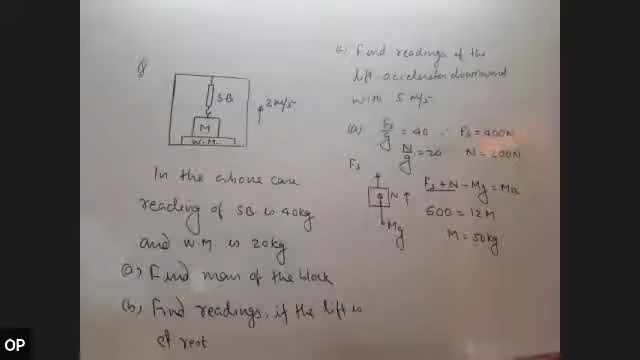 Q
SB
M
W.M.
2 m/s²
In the above case
reading of SB is 40kg
and W.M is 20kg
(a) Find mass of the block
(b) Find readings, if the lift is
at rest
Find readings of the
lift accelerates downward
with 5 m/s²
(a) Fs/g = 40 ∴ Fs = 400N
N/g = 20 N = 200N
Fs
N
Mg
Fs + N - Mg = Ma
600 = 12M
M = 50kg
OP